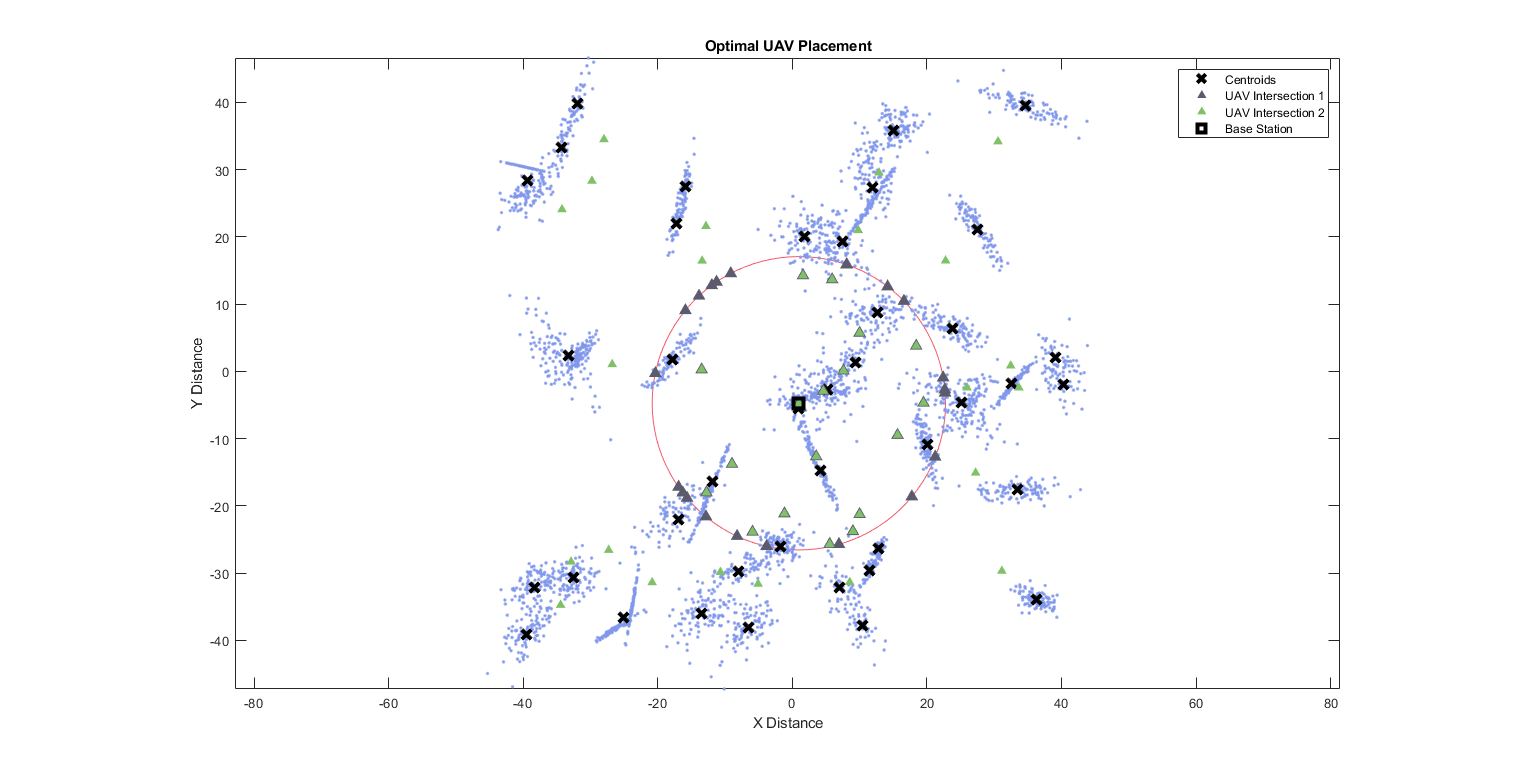 Optimal UAV Placement
Centroids
UAV Intersection 1
UAV Intersection 2
Base Station
40
30
20
10
0
-10
-20
-30
-40
Y Distance
-80
-60
-40
-20
0
20
40
60
80
X Distance